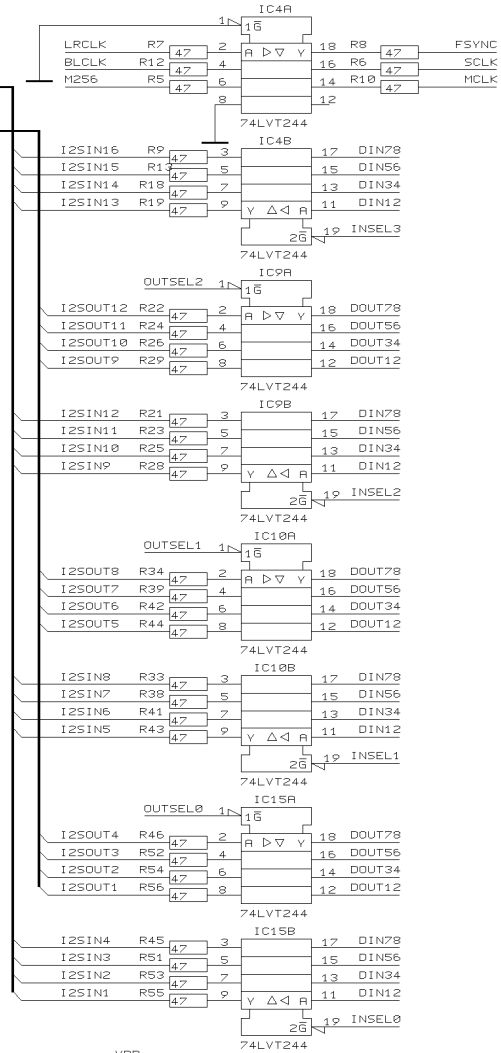 IC4A
1 1G
LRCLK R7 47 2 A Y 18 R8 47 FSYNC
BLCLK R12 47 4 16 R6 47 SCLK
M256 R5 47 6 14 R10 47 MCLK
8 12
74LVT244
IC4B
I2SIN16 R9 47 3 17 DIN78
I2SIN15 R13 47 5 15 DIN56
I2SIN14 R18 47 7 13 DIN34
I2SIN13 R19 47 9 Y A 11 DIN12
2G 19 INSEL3
74LVT244
IC9A
OUTSEL2 1 1G
I2SOUT12 R22 47 2 A Y 18 DOUT78
I2SOUT11 R24 47 4 16 DOUT56
I2SOUT10 R26 47 6 14 DOUT34
I2SOUT9 R29 47 8 12 DOUT12
74LVT244
IC9B
I2SIN12 R21 47 3 17 DIN78
I2SIN11 R23 47 5 15 DIN56
I2SIN10 R25 47 7 13 DIN34
I2SIN9 R28 47 9 Y A 11 DIN12
2G 19 INSEL2
74LVT244
IC10A
OUTSEL1 1 1G
I2SOUT8 R34 47 2 A Y 18 DOUT78
I2SOUT7 R39 47 4 16 DOUT56
I2SOUT6 R42 47 6 14 DOUT34
I2SOUT5 R44 47 8 12 DOUT12
74LVT244
IC10B
I2SIN8 R33 47 3 17 DIN78
I2SIN7 R38 47 5 15 DIN56
I2SIN6 R41 47 7 13 DIN34
I2SIN5 R43 47 9 Y A 11 DIN12
2G 19 INSEL1
74LVT244
IC15A
OUTSEL0 1 1G
I2SOUT4 R46 47 2 A Y 18 DOUT78
I2SOUT3 R52 47 4 16 DOUT56
I2SOUT2 R54 47 6 14 DOUT34
I2SOUT1 R56 47 8 12 DOUT12
74LVT244
IC15B
I2SIN4 R45 47 3 17 DIN78
I2SIN3 R51 47 5 15 DIN56
I2SIN2 R53 47 7 13 DIN34
I2SIN1 R55 47 9 Y A 11 DIN12
2G 19 INSEL0
74LVT244